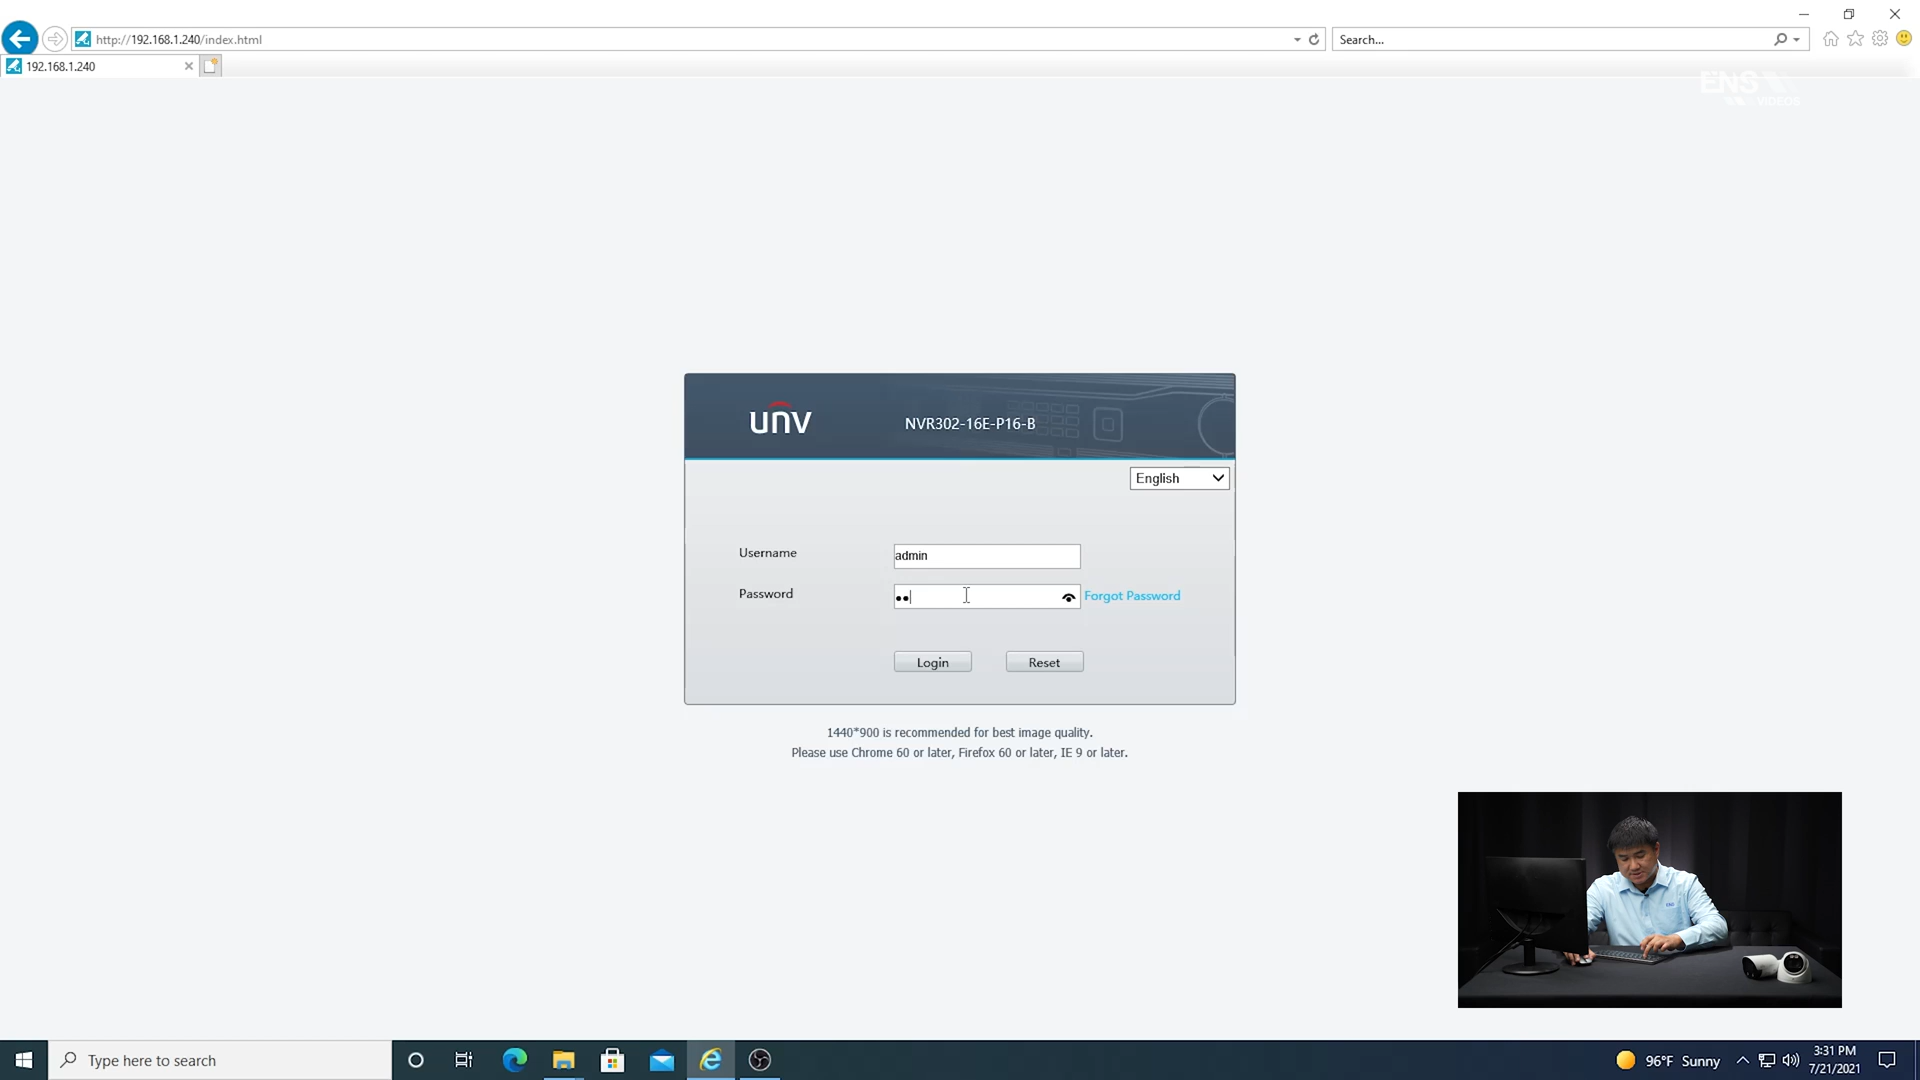 http://192.168.1.240/index.html
Search...
192.168.1.240
ENS
VIDEOS
unv
NVR302-16E-P16-B
English
Username
admin
Password
Forgot Password
Login
Reset
1440*900 is recommended for best image quality.
Please use Chrome 60 or later, Firefox 60 or later, IE 9 or later.
Type here to search
96°F Sunny
3:31 PM
7/21/2021